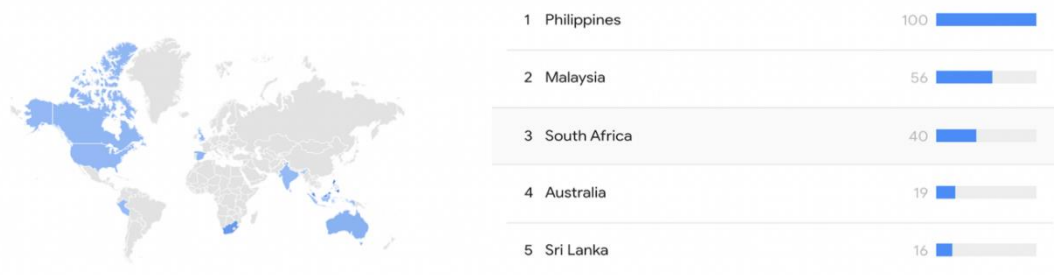 1 Philippines 100
2 Malaysia 56
3 South Africa 40
4 Australia 19
5 Sri Lanka 16